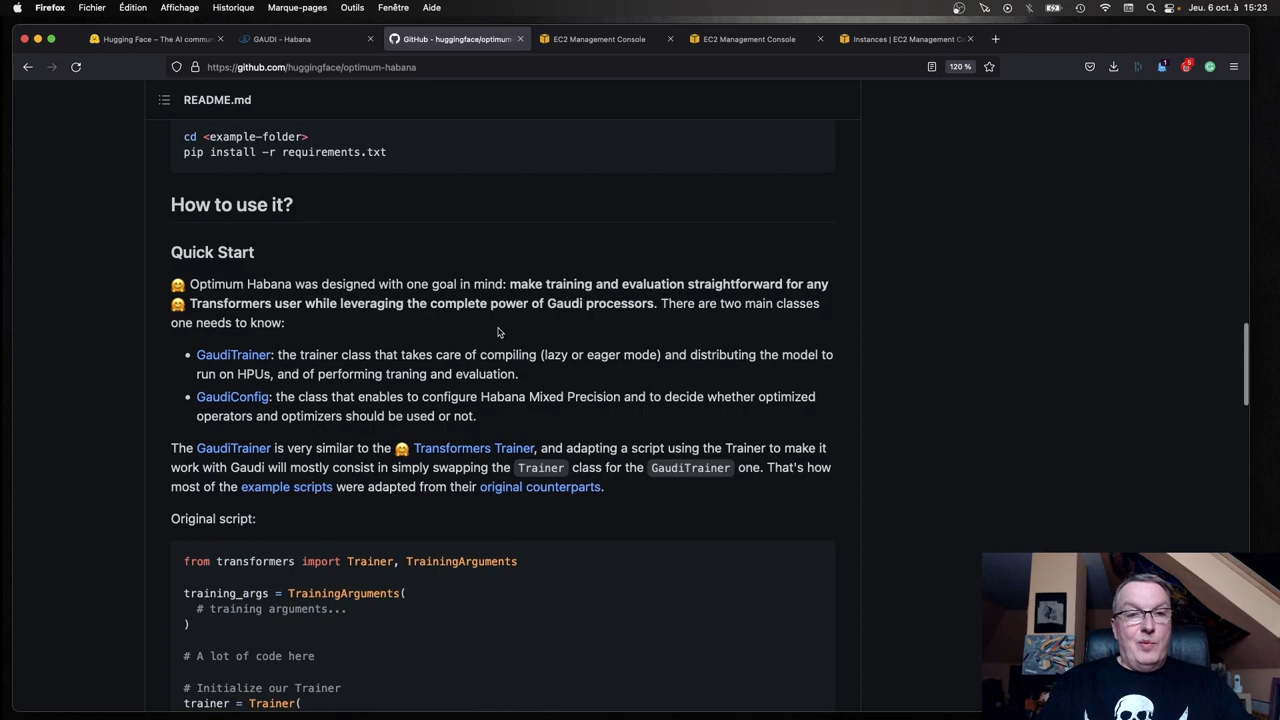 Firefox Fichier Édition Affichage Historique Marque-pages Outils Fenêtre Aide Jeu. 6 oct. à 15:23
Hugging Face – The AI commun
GAUDI - Habana
GitHub - huggingface/optimum-
EC2 Management Console
EC2 Management Console
Instances | EC2 Management C
https://github.com/huggingface/optimum-habana
120 %
1
5
README.md
cd <example-folder>
pip install -r requirements.txt
How to use it?
Quick Start
🤗 Optimum Habana was designed with one goal in mind: make training and evaluation straightforward for any
🤗 Transformers user while leveraging the complete power of Gaudi processors. There are two main classes
one needs to know:
• GaudiTrainer: the trainer class that takes care of compiling (lazy or eager mode) and distributing the model to
run on HPUs, and of performing traning and evaluation.
• GaudiConfig: the class that enables to configure Habana Mixed Precision and to decide whether optimized
operators and optimizers should be used or not.
The GaudiTrainer is very similar to the 🤗 Transformers Trainer, and adapting a script using the Trainer to make it
work with Gaudi will mostly consist in simply swapping the Trainer class for the GaudiTrainer one. That's how
most of the example scripts were adapted from their original counterparts.
Original script:
from transformers import Trainer, TrainingArguments
training_args = TrainingArguments(
# training arguments...
)
# A lot of code here
# Initialize our Trainer
trainer = Trainer(